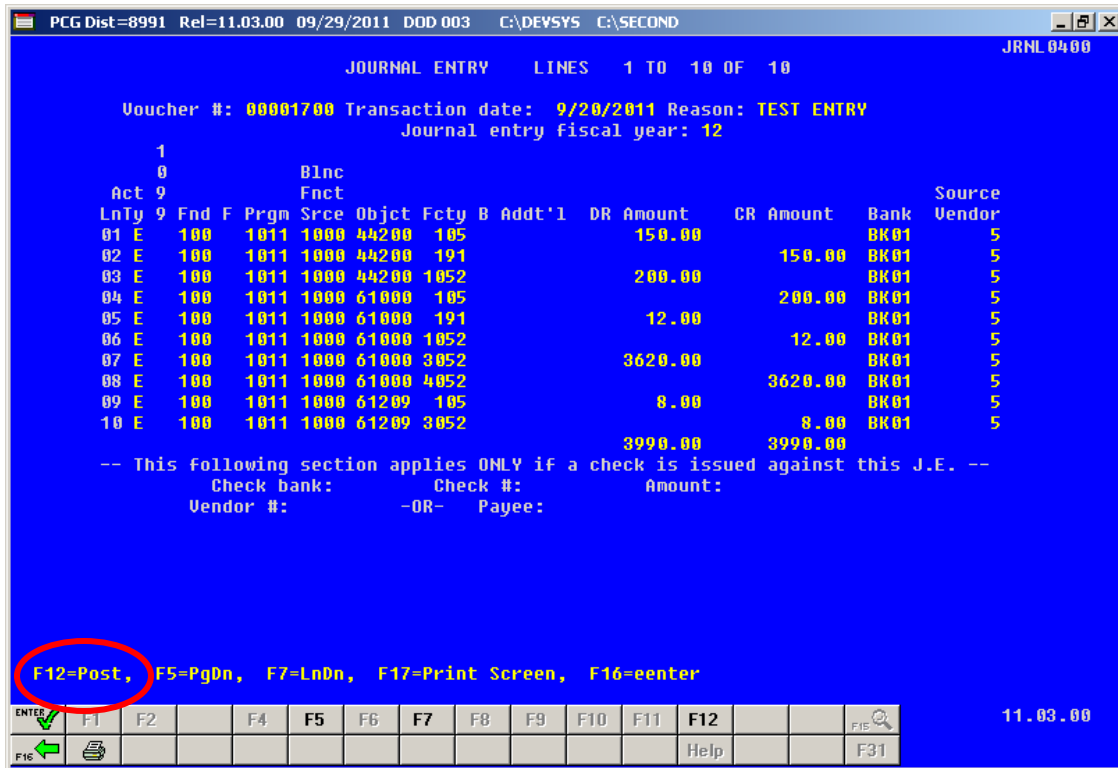 PCG Dist=8991 Rel=11.03.00 09/29/2011 DOD 003 C:\DEVSYS C:\SECOND
JRNL0400
JOURNAL ENTRY LINES 1 TO 10 OF 10
Voucher #: 00001700 Transaction date: 9/20/2011 Reason: TEST ENTRY
Journal entry fiscal year: 12
1
0 Blnc
Act 9 Fnct Source
LnTy 9 Fnd F Prgm Srce Objct Fcty B Addt'l DR Amount CR Amount Bank Vendor
01 E 100 1011 1000 44200 105 150.00 BK01 5
02 E 100 1011 1000 44200 191 150.00 BK01 5
03 E 100 1011 1000 44200 1052 200.00 BK01 5
04 E 100 1011 1000 61000 105 200.00 BK01 5
05 E 100 1011 1000 61000 191 12.00 BK01 5
06 E 100 1011 1000 61000 1052 12.00 BK01 5
07 E 100 1011 1000 61000 3052 3620.00 BK01 5
08 E 100 1011 1000 61000 4052 3620.00 BK01 5
09 E 100 1011 1000 61209 105 8.00 BK01 5
10 E 100 1011 1000 61209 3052 8.00 BK01 5
3990.00 3990.00
-- This following section applies ONLY if a check is issued against this J.E. --
Check bank: Check #: Amount:
Vendor #: -OR- Payee:
F12=Post, F5=PgDn, F7=LnDn, F17=Print Screen, F16=eenter
ENTER F1 F2 F4 F5 F6 F7 F8 F9 F10 F11 F12 F15 11.03.00
F16 Help F31